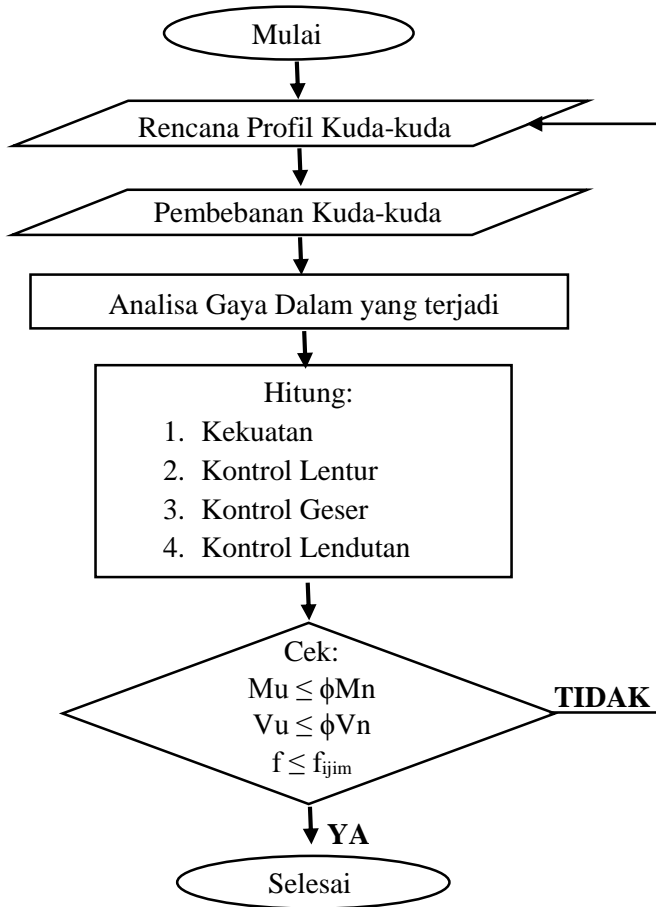 Mulai
Rencana Profil Kuda-kuda
Pembebanan Kuda-kuda
Analisa Gaya Dalam yang terjadi
Hitung:
1. Kekuatan
2. Kontrol Lentur
3. Kontrol Geser
4. Kontrol Lendutan
Cek:
Mu ≤ ϕMn
Vu ≤ ϕVn
f ≤ fijim
TIDAK
YA
Selesai